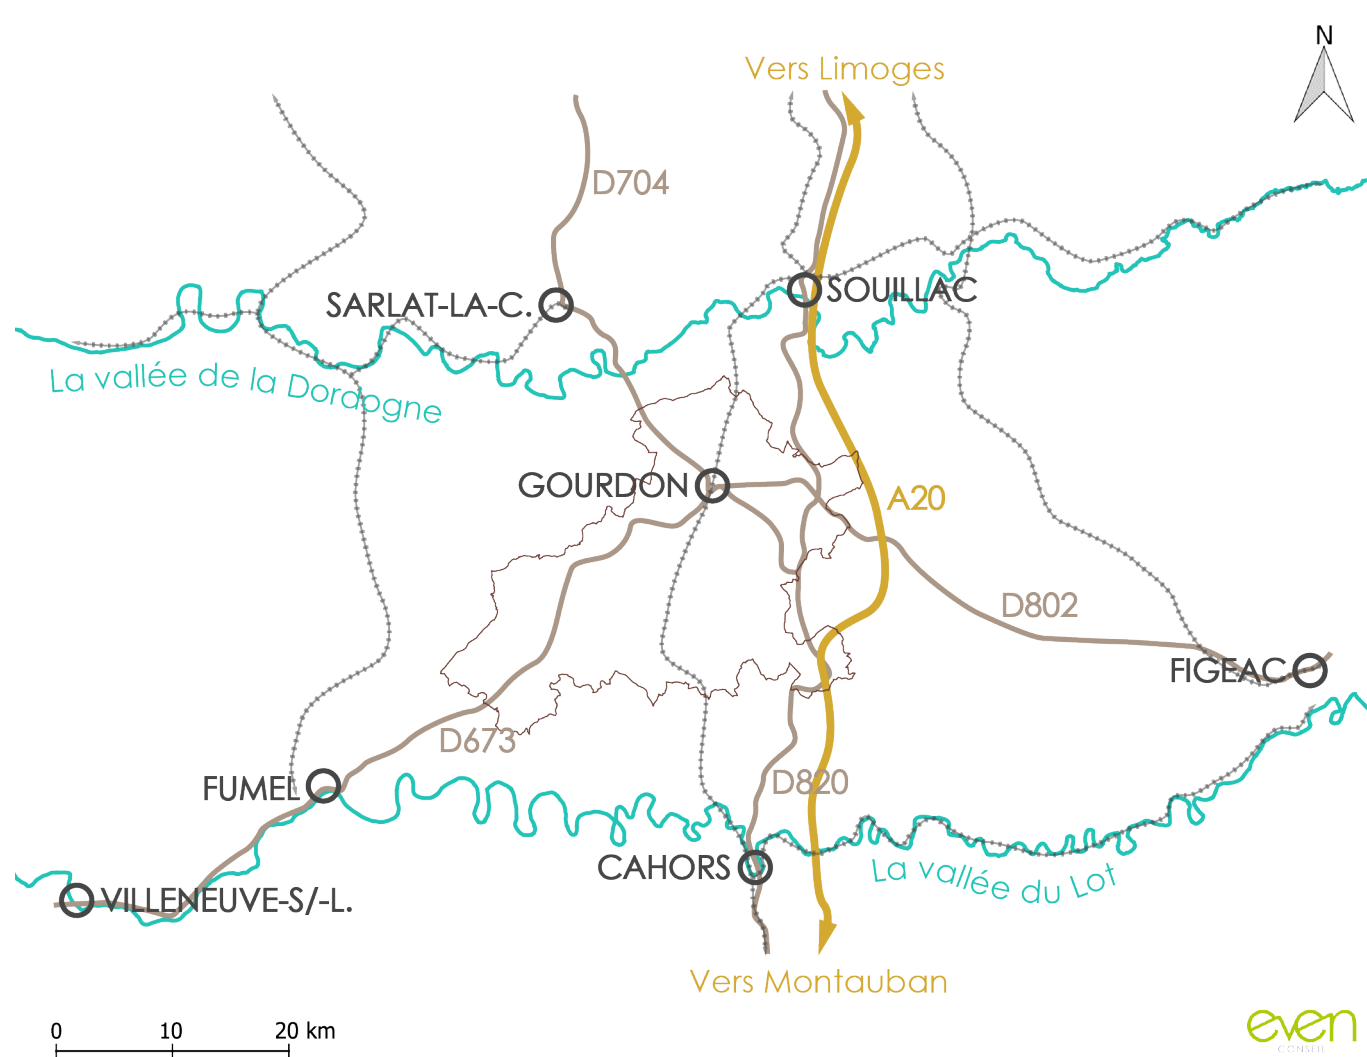 N
Vers Limoges
D704
SARLAT-LA-C.
SOUILLAC
La vallée de la Dordogne
GOURDON
A20
D802
FIGEAC
D673
FUMEL
D820
CAHORS
La vallée du Lot
VILLENEUVE-S/-L.
Vers Montauban
0 10 20 km
even
CONSEIL